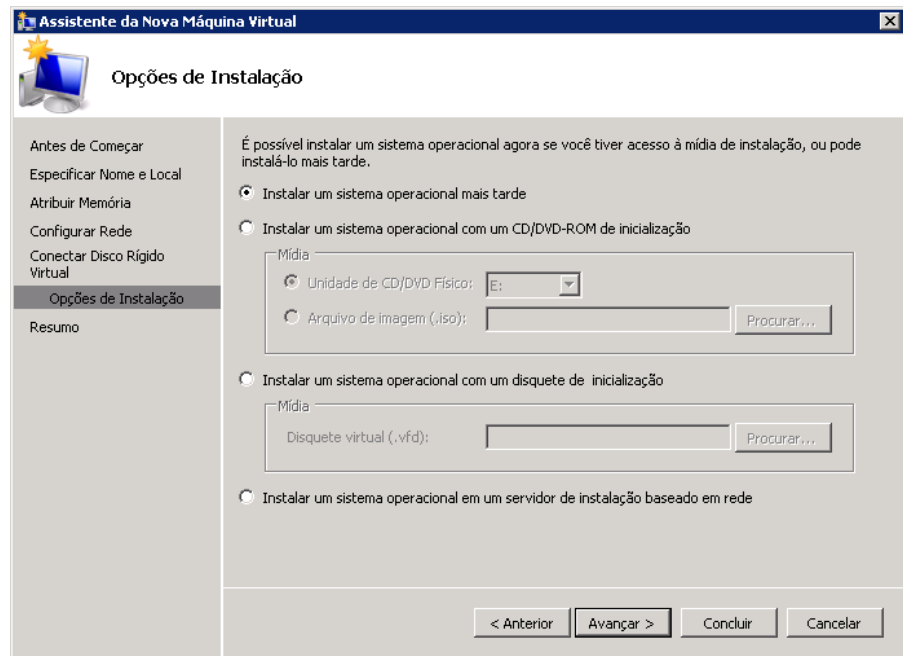 Assistente da Nova Máquina Virtual
Opções de Instalação
Antes de Começar
Especificar Nome e Local
Atribuir Memória
Configurar Rede
Conectar Disco Rígido
Virtual
Opções de Instalação
Resumo
É possível instalar um sistema operacional agora se você tiver acesso à mídia de instalação, ou pode
instalá-lo mais tarde.
Instalar um sistema operacional mais tarde
Instalar um sistema operacional com um CD/DVD-ROM de inicialização
Mídia
Unidade de CD/DVD Físico: E:
Arquivo de imagem (.iso): Procurar...
Instalar um sistema operacional com um disquete de inicialização
Mídia
Disquete virtual (.vfd): Procurar...
Instalar um sistema operacional em um servidor de instalação baseado em rede
< Anterior Avançar > Concluir Cancelar